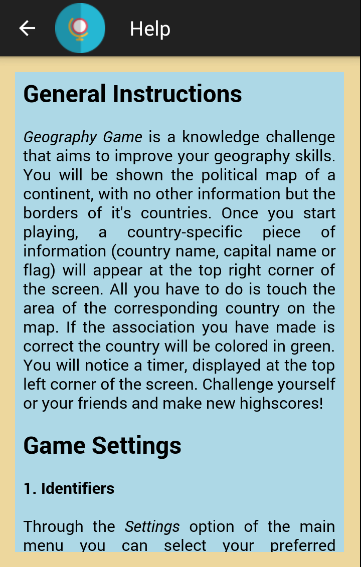 Help
General Instructions
Geography Game is a knowledge challenge
that aims to improve your geography skills.
You will be shown the political map of a
continent, with no other information but the
borders of it's countries. Once you start
playing, a country-specific piece of
information (country name, capital name or
flag) will appear at the top right corner of
the screen. All you have to do is touch the
area of the corresponding country on the
map. If the association you have made is
correct the country will be colored in green.
You will notice a timer, displayed at the top
left corner of the screen. Challenge yourself
or your friends and make new highscores!
Game Settings
1. Identifiers
Through the Settings option of the main
menu you can select your preferred